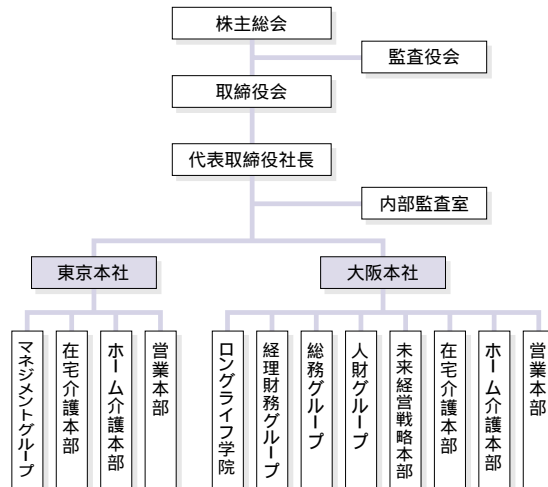 株主総会
監査役会
取締役会
代表取締役社長
内部監査室
東京本社
大阪本社
マネジメントグループ
在宅介護本部
ホーム介護本部
営業本部
ロングライフ学院
経理財務グループ
総務グループ
人財グループ
未来経営戦略本部
在宅介護本部
ホーム介護本部
営業本部